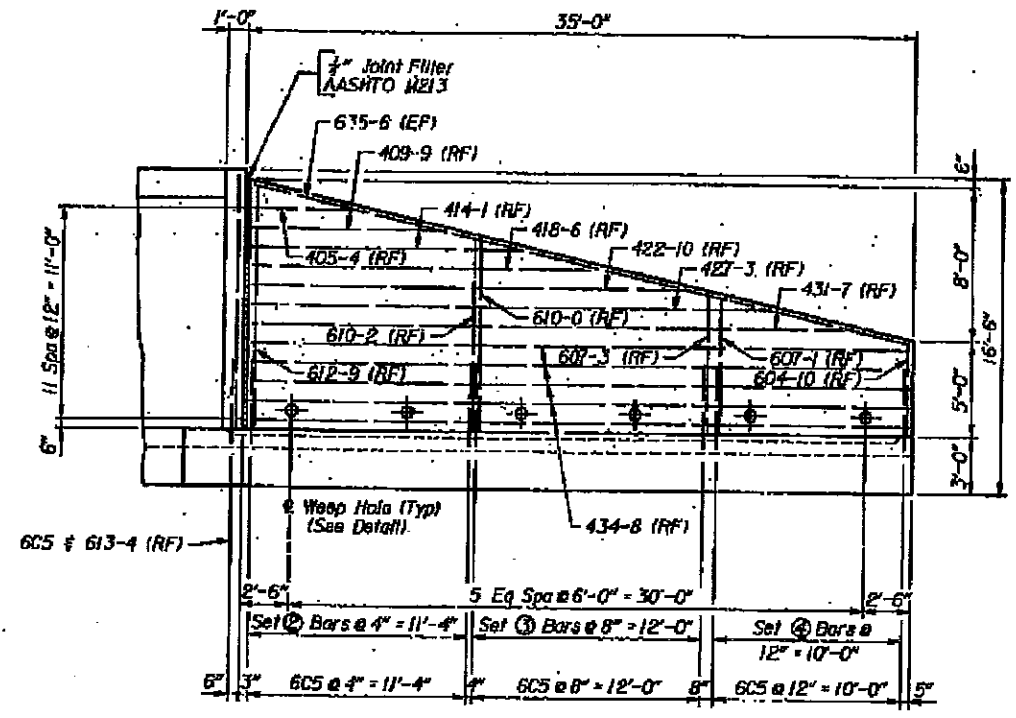 1'-0"
35'-0"
Joint Filler
AASHTO M213
635-6 (EF)
409-9 (RF)
414-1 (RF)
418-6 (RF)
422-10 (RF)
427-3 (RF)
431-7 (RF)
405-4 (RF)
610-2 (RF)
610-0 (RF)
607-3 (RF)
607-1 (RF)
604-10 (RF)
612-9 (RF)
11 Spa @ 12" = 11'-0"
6"
6"
8'-0"
16'-6"
5'-0"
3'-0"
Weep Hole (Typ)
(See Detail)
434-8 (RF)
6C5 & 613-4 (RF)
2'-6"
5 Eq Spa @ 6'-0" = 30'-0"
2'-6"
Set ② Bars @ 4" = 11'-4"
Set ③ Bars @ 8" = 12'-0"
Set ④ Bars @
12" = 10'-0"
6"
3"
6C5 @ 4" = 11'-4"
4"
6C5 @ 8" = 12'-0"
8"
6C5 @ 12" = 10'-0"
5"